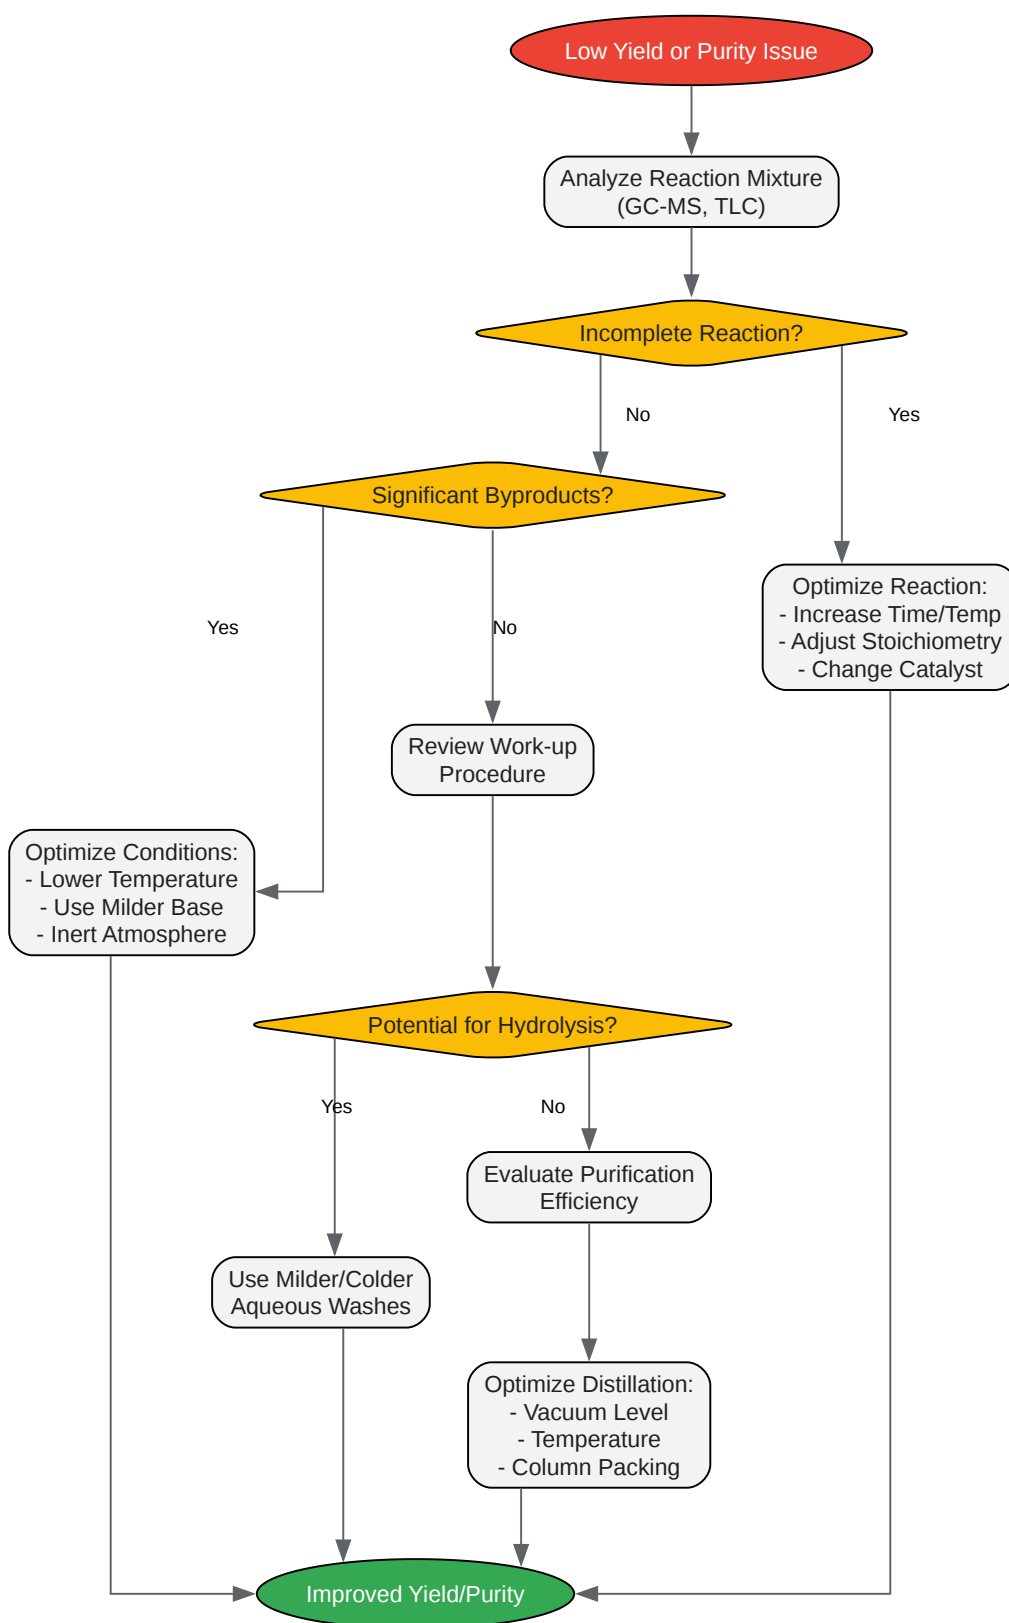 Low Yield or Purity Issue
Analyze Reaction Mixture
(GC-MS, TLC)
Incomplete Reaction?
No
Yes
Significant Byproducts?
Optimize Reaction:
- Increase Time/Temp
- Adjust Stoichiometry
- Change Catalyst
Yes
No
Review Work-up
Procedure
Optimize Conditions:
- Lower Temperature
- Use Milder Base
- Inert Atmosphere
Potential for Hydrolysis?
Yes
No
Evaluate Purification
Efficiency
Use Milder/Colder
Aqueous Washes
Optimize Distillation:
- Vacuum Level
- Temperature
- Column Packing
Improved Yield/Purity